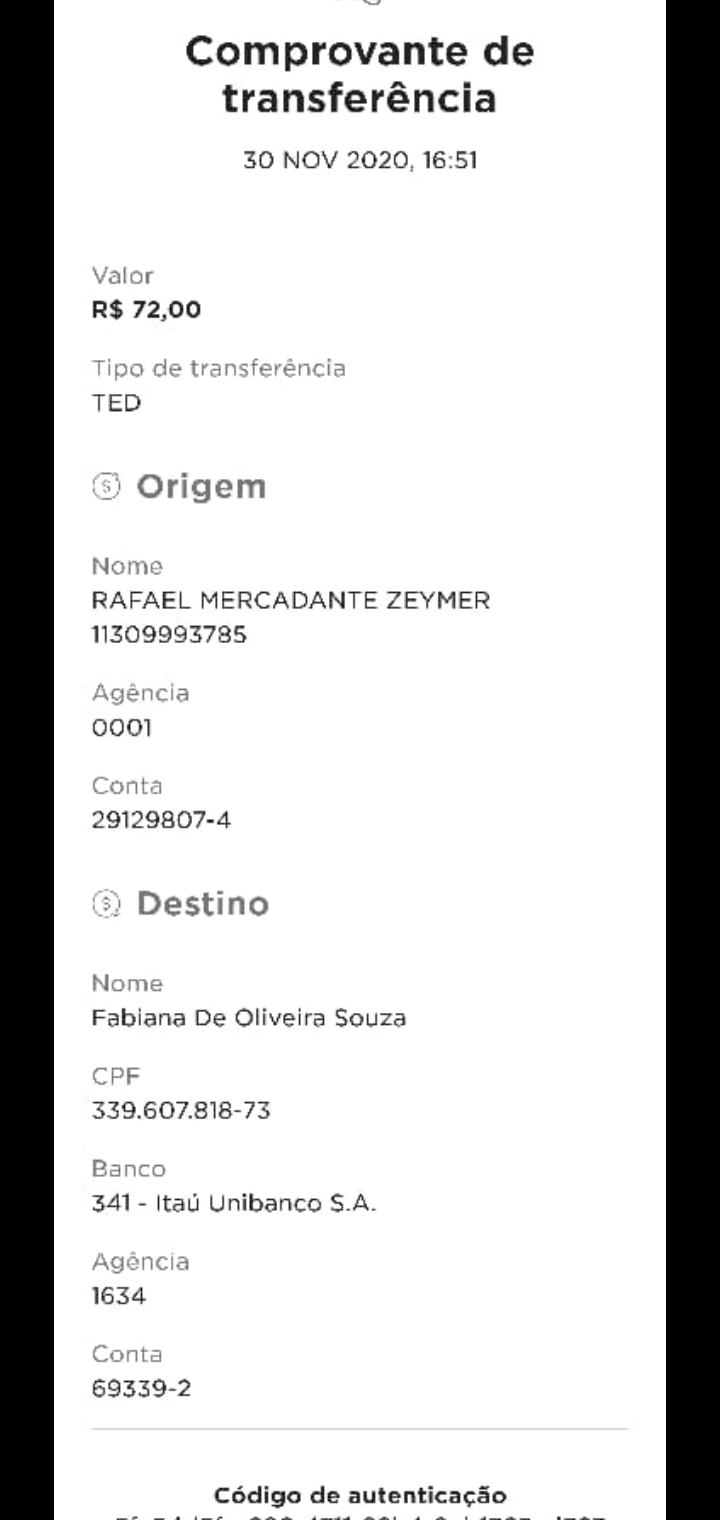 Comprovante de
transferência
30 NOV 2020, 16:51
Valor
R$ 72,00
Tipo de transferência
TED
Origem
Nome
RAFAEL MERCADANTE ZEYMER
11309993785
Agência
0001
Conta
29129807-4
Destino
Nome
Fabiana De Oliveira Souza
CPF
339.607.818-73
Banco
341 - Itaú Unibanco S.A.
Agência
1634
Conta
69339-2
Código de autenticação